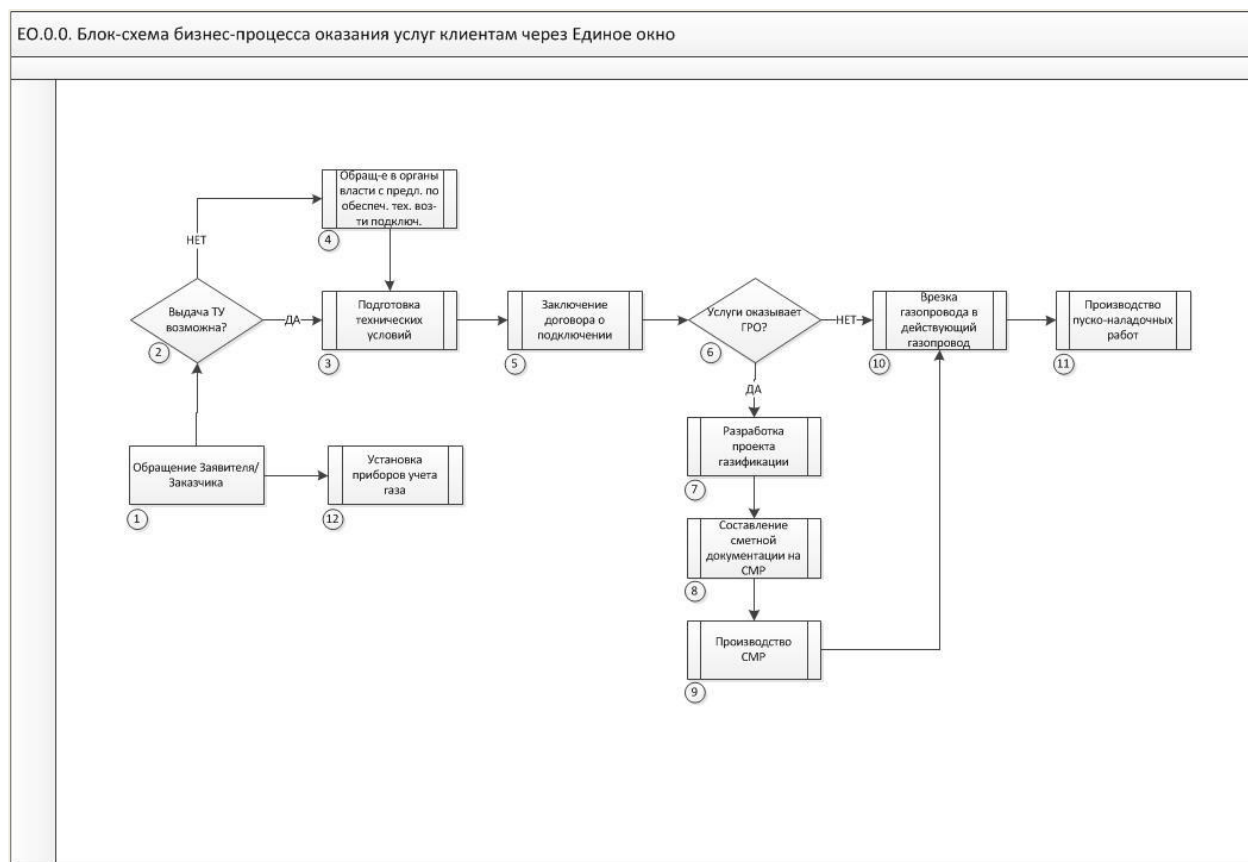 ЕО.0.0. Блок-схема бизнес-процесса оказания услуг клиентам через Единое окно
Обращ-е в органы
власти с предл. по
обеспеч. тех. воз-
ти подключ.
4
НЕТ
Выдача ТУ
возможна?
2
ДА
Подготовка
технических
условий
3
Заключение
договора о
подключении
5
Услуги оказывает
ГРО?
6
НЕТ
Врезка
газопровода в
действующий
газопровод
10
Производство
пуско-наладочных
работ
11
ДА
Обращение Заявителя/
Заказчика
1
Установка
приборов учета
газа
12
Разработка
проекта
газификации
7
Составление
сметной
документации на
СМР
8
Производство
СМР
9